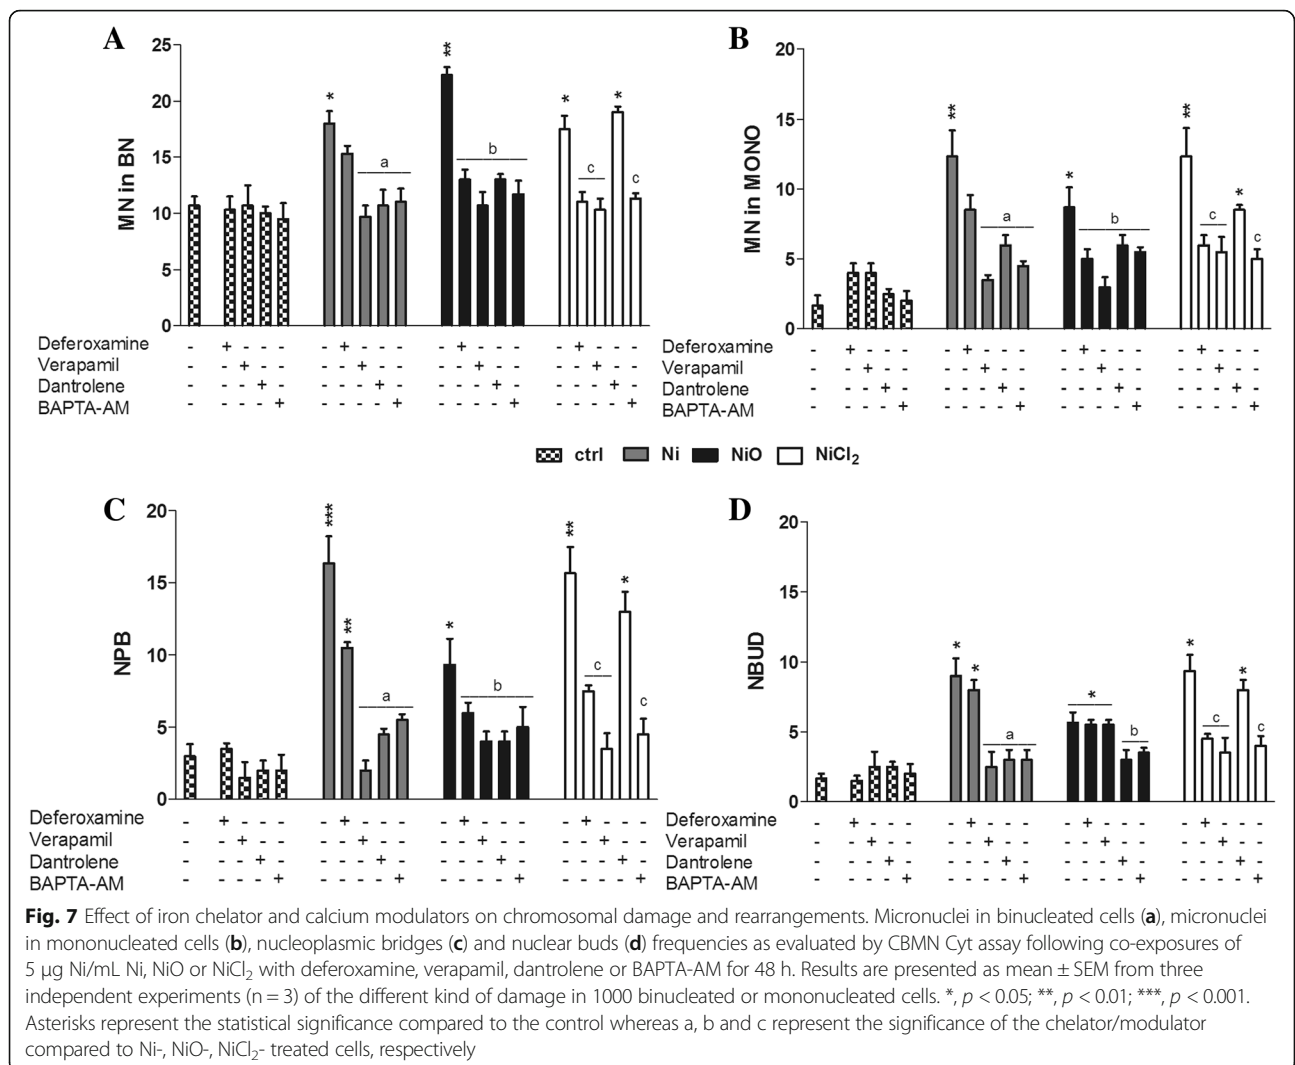 A
25
20
15
10
5
0
MN in BN
* ** * *
a b c c
Deferoxamine - + - - - - + - - - - + - - - - + - - -
Verapamil - - + - - - - + - - - - + - - - - + - -
Dantrolene - - - + - - - - + - - - - + - - - - + -
BAPTA-AM - - - - + - - - - + - - - - + - - - - +
B
20
15
10
5
0
MN in MONO
** * ** *
a b c c
Deferoxamine - + - - - - + - - - - + - - - - + - - -
Verapamil - - + - - - - + - - - - + - - - - + - -
Dantrolene - - - + - - - - + - - - - + - - - - + -
BAPTA-AM - - - - + - - - - + - - - - + - - - - +
ctrl Ni NiO NiCl₂
C
20
15
10
5
0
NPB
*** ** * ** *
a b c c
Deferoxamine - + - - - - + - - - - + - - - - + - - -
Verapamil - - + - - - - + - - - - + - - - - + - -
Dantrolene - - - + - - - - + - - - - + - - - - + -
BAPTA-AM - - - - + - - - - + - - - - + - - - - +
D
20
15
10
5
0
NBUD
* * * * *
a b c c
Deferoxamine - + - - - - + - - - - + - - - - + - - -
Verapamil - - + - - - - + - - - - + - - - - + - -
Dantrolene - - - + - - - - + - - - - + - - - - + -
BAPTA-AM - - - - + - - - - + - - - - + - - - - +
Fig. 7 Effect of iron chelator and calcium modulators on chromosomal damage and rearrangements. Micronuclei in binucleated cells (a), micronuclei
in mononucleated cells (b), nucleoplasmic bridges (c) and nuclear buds (d) frequencies as evaluated by CBMN Cyt assay following co-exposures of
5 μg Ni/mL Ni, NiO or NiCl₂ with deferoxamine, verapamil, dantrolene or BAPTA-AM for 48 h. Results are presented as mean ± SEM from three
independent experiments (n = 3) of the different kind of damage in 1000 binucleated or mononucleated cells. *, p < 0.05; **, p < 0.01; ***, p < 0.001.
Asterisks represent the statistical significance compared to the control whereas a, b and c represent the significance of the chelator/modulator
compared to Ni-, NiO-, NiCl₂- treated cells, respectively